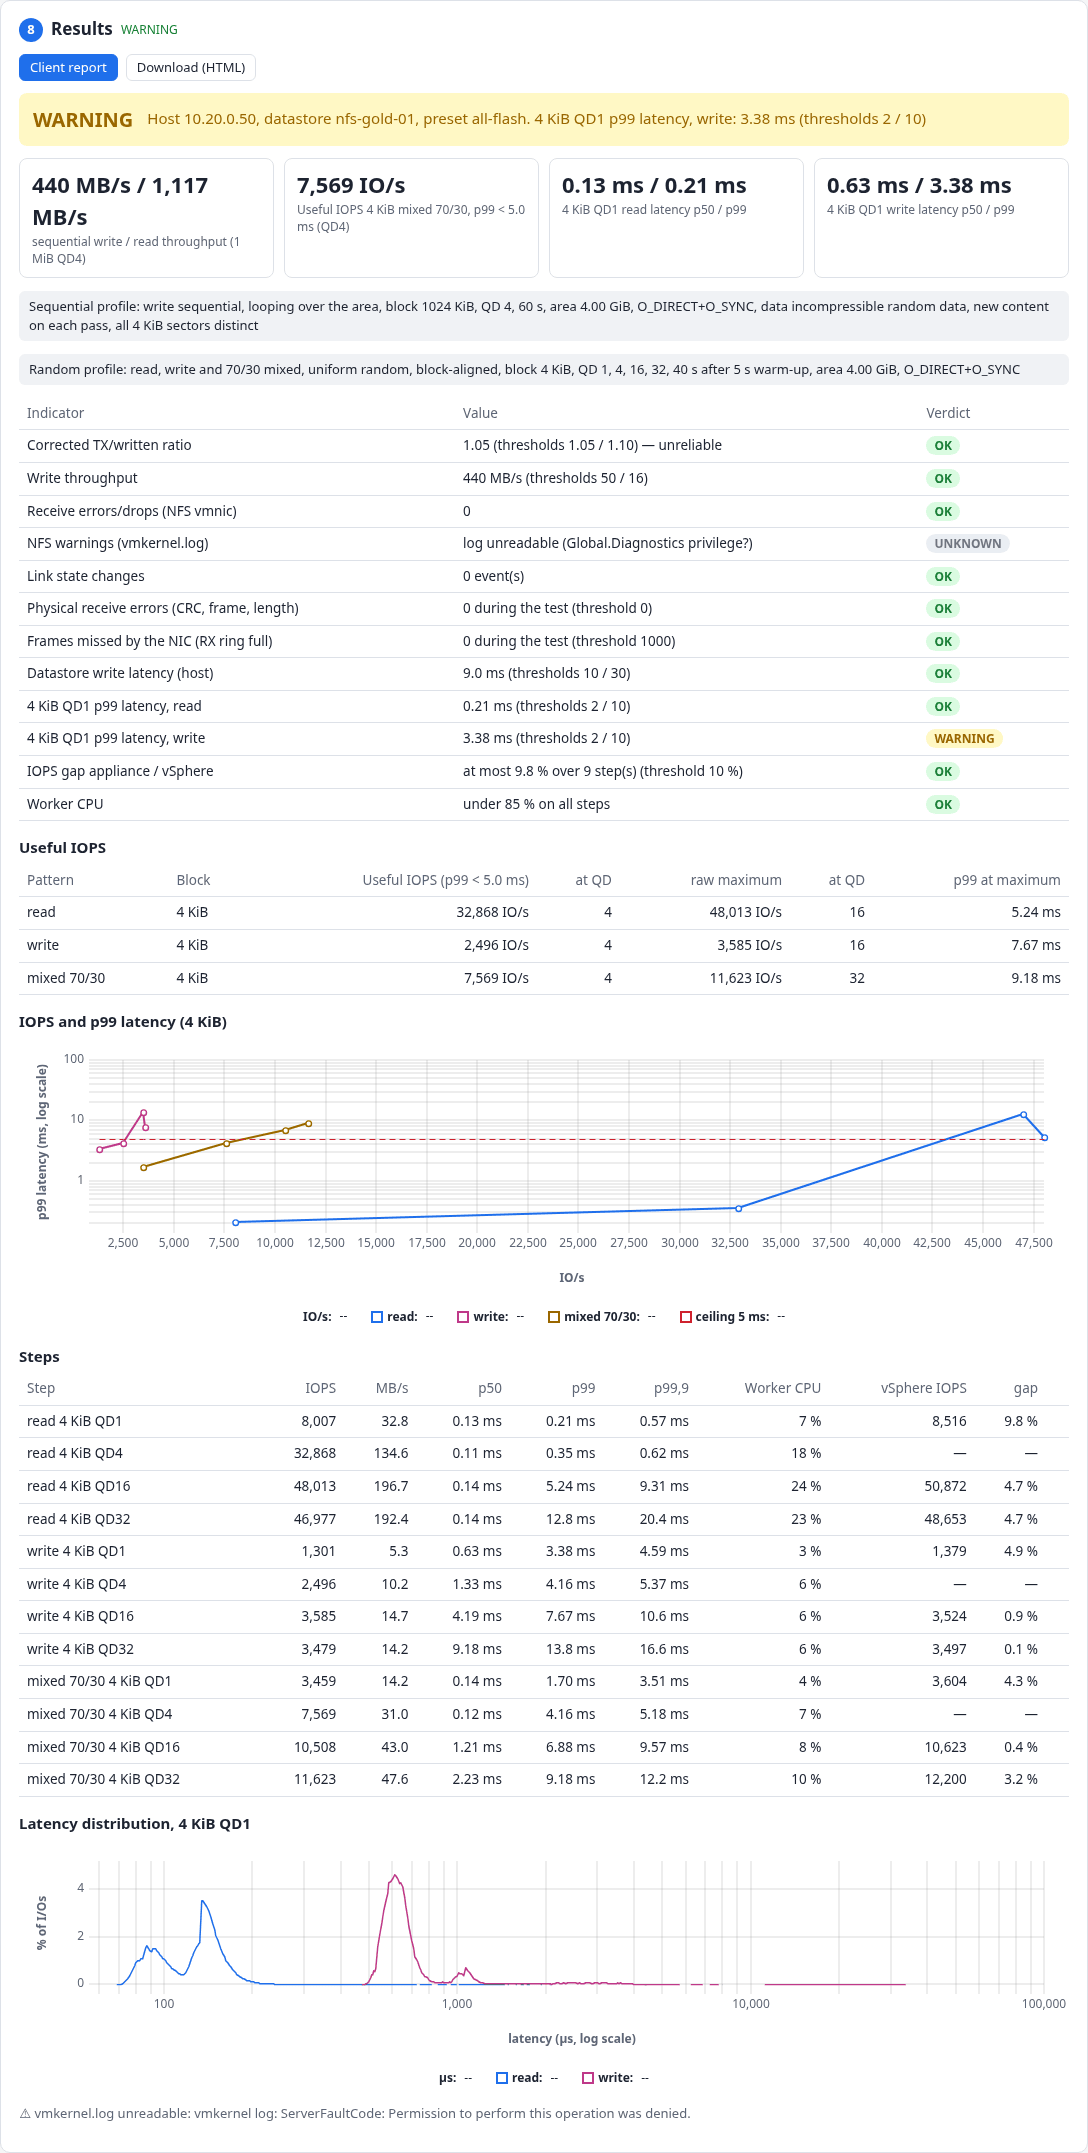 8 Results WARNING
Client report Download (HTML)
WARNING Host 10.20.0.50, datastore nfs-gold-01, preset all-flash. 4 KiB QD1 p99 latency, write: 3.38 ms (thresholds 2 / 10)
440 MB/s / 1,117
MB/s
sequential write / read throughput (1
MiB QD4)
7,569 IO/s
Useful IOPS 4 KiB mixed 70/30, p99 < 5.0
ms (QD4)
0.13 ms / 0.21 ms
4 KiB QD1 read latency p50 / p99
0.63 ms / 3.38 ms
4 KiB QD1 write latency p50 / p99
Sequential profile: write sequential, looping over the area, block 1024 KiB, QD 4, 60 s, area 4.00 GiB, O_DIRECT+O_SYNC, data incompressible random data, new content
on each pass, all 4 KiB sectors distinct
Random profile: read, write and 70/30 mixed, uniform random, block-aligned, block 4 KiB, QD 1, 4, 16, 32, 40 s after 5 s warm-up, area 4.00 GiB, O_DIRECT+O_SYNC
Indicator Value Verdict
Corrected TX/written ratio 1.05 (thresholds 1.05 / 1.10) — unreliable OK
Write throughput 440 MB/s (thresholds 50 / 16) OK
Receive errors/drops (NFS vmnic) 0 OK
NFS warnings (vmkernel.log) log unreadable (Global.Diagnostics privilege?) UNKNOWN
Link state changes 0 event(s) OK
Physical receive errors (CRC, frame, length) 0 during the test (threshold 0) OK
Frames missed by the NIC (RX ring full) 0 during the test (threshold 1000) OK
Datastore write latency (host) 9.0 ms (thresholds 10 / 30) OK
4 KiB QD1 p99 latency, read 0.21 ms (thresholds 2 / 10) OK
4 KiB QD1 p99 latency, write 3.38 ms (thresholds 2 / 10) WARNING
IOPS gap appliance / vSphere at most 9.8 % over 9 step(s) (threshold 10 %) OK
Worker CPU under 85 % on all steps OK
Useful IOPS
Pattern Block Useful IOPS (p99 < 5.0 ms) at QD raw maximum at QD p99 at maximum
read 4 KiB 32,868 IO/s 4 48,013 IO/s 16 5.24 ms
write 4 KiB 2,496 IO/s 4 3,585 IO/s 16 7.67 ms
mixed 70/30 4 KiB 7,569 IO/s 4 11,623 IO/s 32 9.18 ms
IOPS and p99 latency (4 KiB)
p99 latency (ms, log scale)
100
10
1
2,500 5,000 7,500 10,000 12,500 15,000 17,500 20,000 22,500 25,000 27,500 30,000 32,500 35,000 37,500 40,000 42,500 45,000 47,500
IO/s
IO/s: -- read: -- write: -- mixed 70/30: -- ceiling 5 ms: --
Steps
Step IOPS MB/s p50 p99 p99,9 Worker CPU vSphere IOPS gap
read 4 KiB QD1 8,007 32.8 0.13 ms 0.21 ms 0.57 ms 7 % 8,516 9.8 %
read 4 KiB QD4 32,868 134.6 0.11 ms 0.35 ms 0.62 ms 18 % — —
read 4 KiB QD16 48,013 196.7 0.14 ms 5.24 ms 9.31 ms 24 % 50,872 4.7 %
read 4 KiB QD32 46,977 192.4 0.14 ms 12.8 ms 20.4 ms 23 % 48,653 4.7 %
write 4 KiB QD1 1,301 5.3 0.63 ms 3.38 ms 4.59 ms 3 % 1,379 4.9 %
write 4 KiB QD4 2,496 10.2 1.33 ms 4.16 ms 5.37 ms 6 % — —
write 4 KiB QD16 3,585 14.7 4.19 ms 7.67 ms 10.6 ms 6 % 3,524 0.9 %
write 4 KiB QD32 3,479 14.2 9.18 ms 13.8 ms 16.6 ms 6 % 3,497 0.1 %
mixed 70/30 4 KiB QD1 3,459 14.2 0.14 ms 1.70 ms 3.51 ms 4 % 3,604 4.3 %
mixed 70/30 4 KiB QD4 7,569 31.0 0.12 ms 4.16 ms 5.18 ms 7 % — —
mixed 70/30 4 KiB QD16 10,508 43.0 1.21 ms 6.88 ms 9.57 ms 8 % 10,623 0.4 %
mixed 70/30 4 KiB QD32 11,623 47.6 2.23 ms 9.18 ms 12.2 ms 10 % 12,200 3.2 %
Latency distribution, 4 KiB QD1
% of I/Os
4
2
0
100 1,000 10,000 100,000
latency (µs, log scale)
µs: -- read: -- write: --
⚠ vmkernel.log unreadable: vmkernel log: ServerFaultCode: Permission to perform this operation was denied.